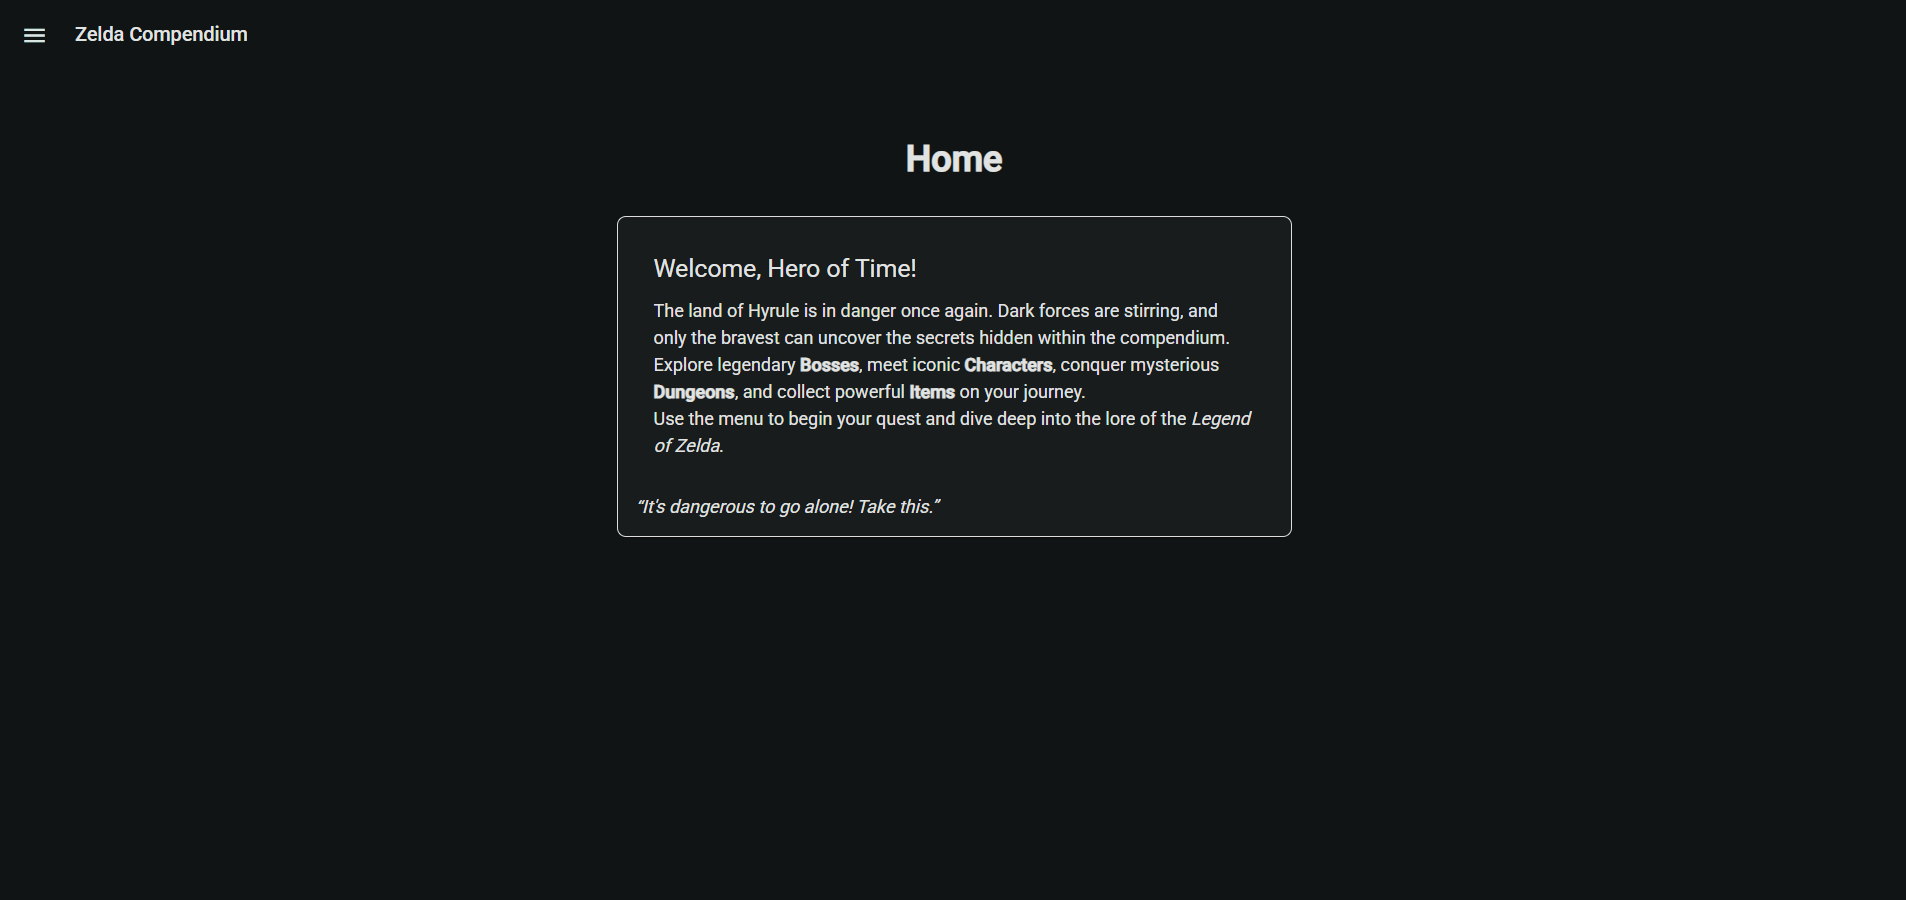 Zelda Compendium
Home
Welcome, Hero of Time!
The land of Hyrule is in danger once again. Dark forces are stirring, and
only the bravest can uncover the secrets hidden within the compendium.
Explore legendary Bosses, meet iconic Characters, conquer mysterious
Dungeons, and collect powerful Items on your journey.
Use the menu to begin your quest and dive deep into the lore of the Legend
of Zelda.
“It's dangerous to go alone! Take this.”